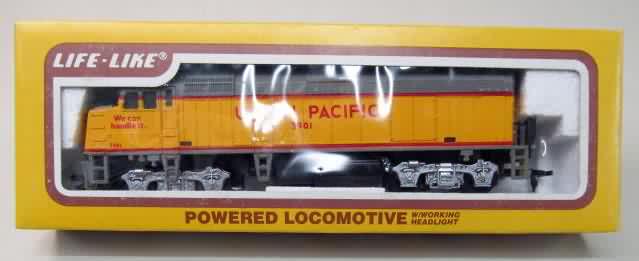 LIFE-LIKE®
We can
handle it.
PACIFIC
POWERED LOCOMOTIVE W/WORKING
HEADLIGHT